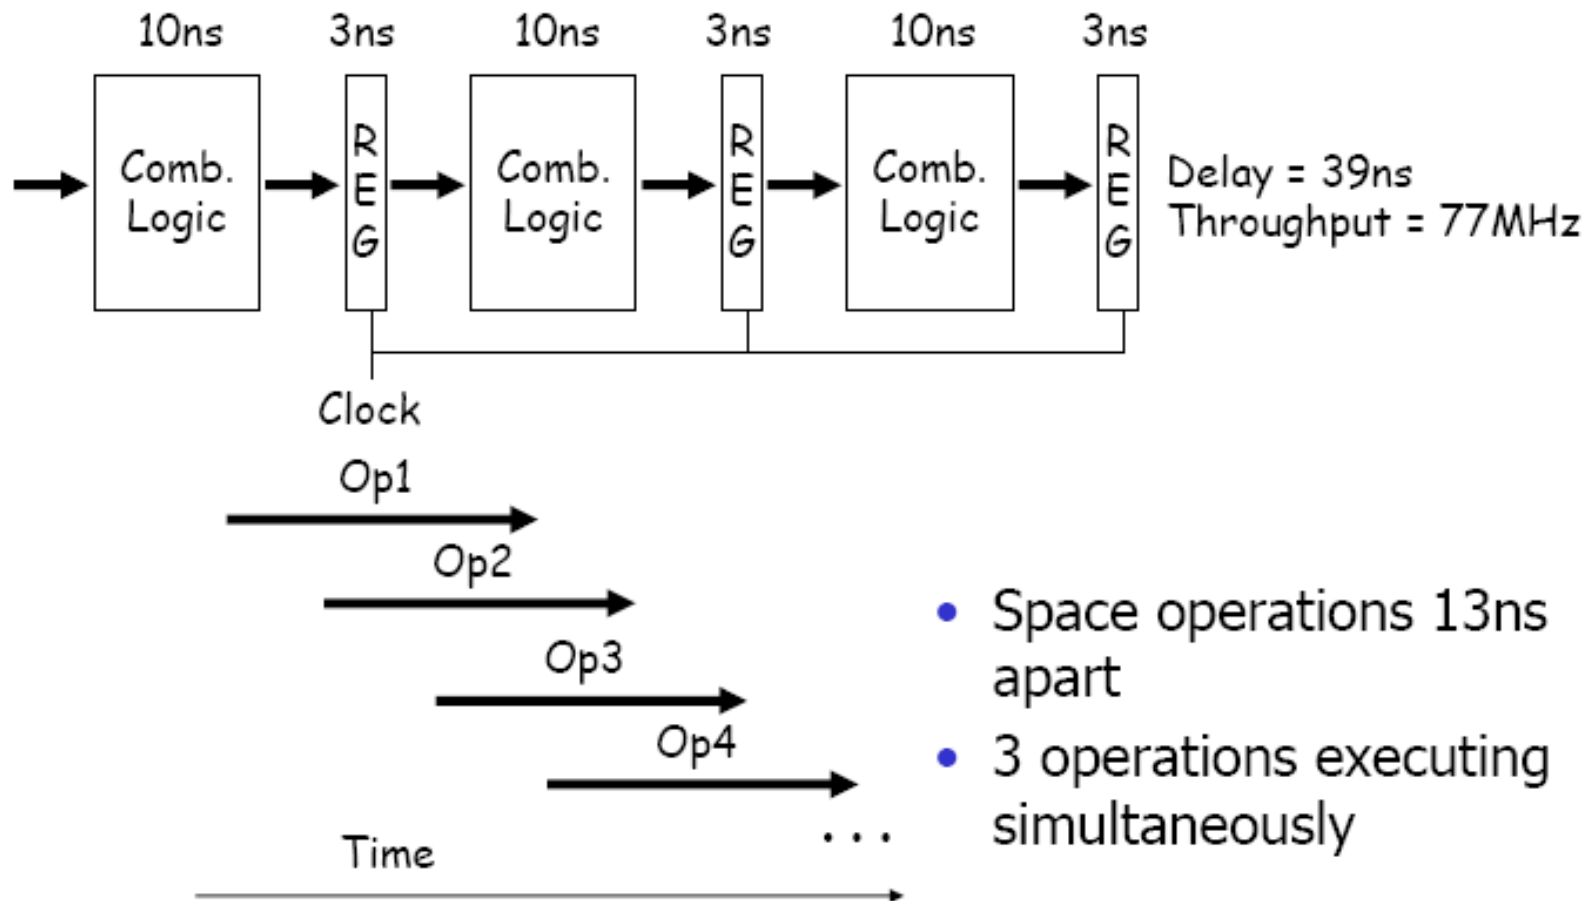 10ns 3ns 10ns 3ns 10ns 3ns
Comb.
Logic
R
E
G
Comb.
Logic
R
E
G
Comb.
Logic
R
E
G
Delay = 39ns
Throughput = 77MHz
Clock
Op1
Op2
Op3
Op4
...
Time
• Space operations 13ns
apart
• 3 operations executing
simultaneously